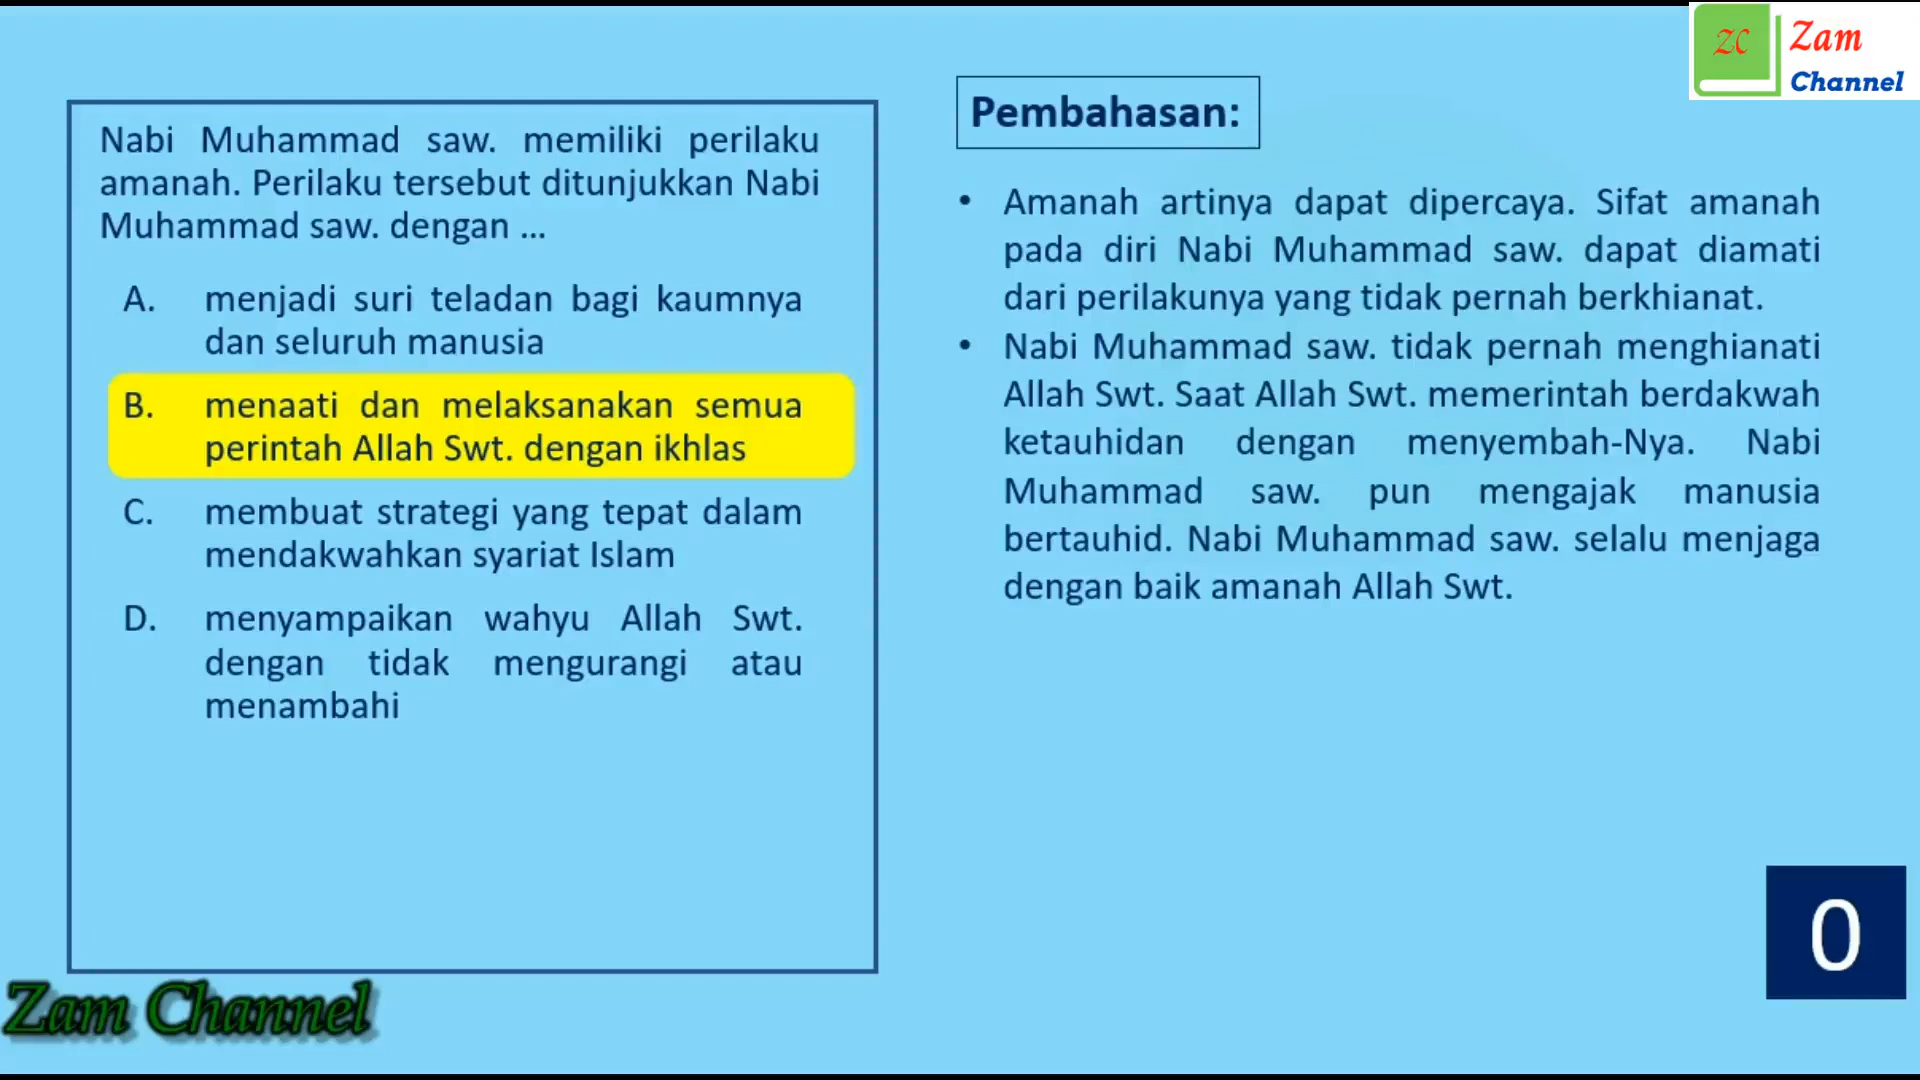 ZC
Zam
Channel
Nabi Muhammad saw. memiliki perilaku
amanah. Perilaku tersebut ditunjukkan Nabi
Muhammad saw. dengan ...
A. menjadi suri teladan bagi kaumnya
dan seluruh manusia
B. menaati dan melaksanakan semua
perintah Allah Swt. dengan ikhlas
C. membuat strategi yang tepat dalam
mendakwahkan syariat Islam
D. menyampaikan wahyu Allah Swt.
dengan tidak mengurangi atau
menambahi
Pembahasan:
• Amanah artinya dapat dipercaya. Sifat amanah
pada diri Nabi Muhammad saw. dapat diamati
dari perilakunya yang tidak pernah berkhianat.
• Nabi Muhammad saw. tidak pernah menghianati
Allah Swt. Saat Allah Swt. memerintah berdakwah
ketauhidan dengan menyembah-Nya. Nabi
Muhammad saw. pun mengajak manusia
bertauhid. Nabi Muhammad saw. selalu menjaga
dengan baik amanah Allah Swt.
0
Zam Channel